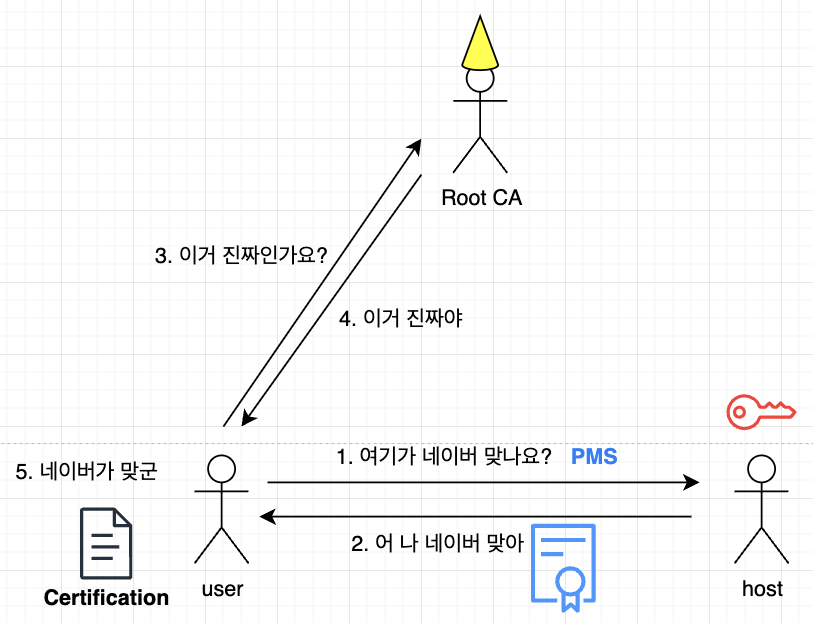 Root CA
3. 이거 진짜인가요?
4. 이거 진짜야
1. 여기가 네이버 맞나요? PMS
5. 네이버가 맞군
2. 어 나 네이버 맞아
user
host
Certification